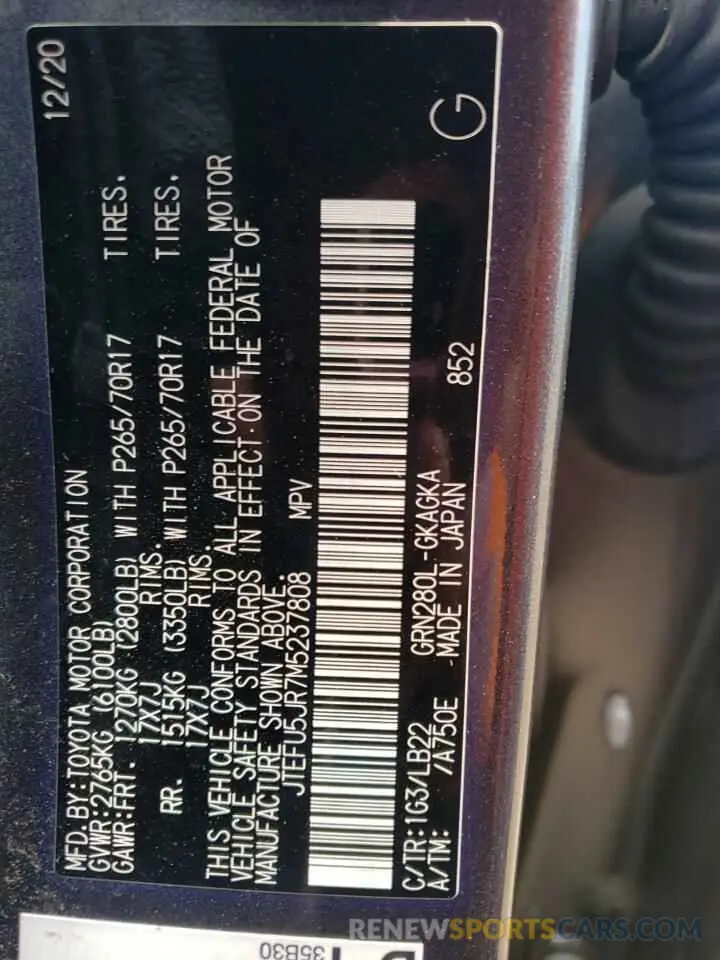 12/20
MFD.BY:TOYOTA MOTOR CORPORATION
GVWR:2765KG (6100LB)
GAWR:FRT. 1270KG (2800LB) WITH P265/70R17 TIRES.
17X7J RIMS.
RR. 1515KG (3350LB) WITH P265/70R17 TIRES.
17X7J RIMS.
THIS VEHICLE CONFORMS TO ALL APPLICABLE FEDERAL MOTOR
VEHICLE SAFETY STANDARDS IN EFFECT ON THE DATE OF
MANUFACTURE SHOWN ABOVE.
JTEFU5JR7M5237808 MPV
C/TR:1G3/LB22 GRN280L-GKAGKA 852
A/TM: /A750E MADE IN JAPAN
G
35B30
RENEWSPORTCARS.COM